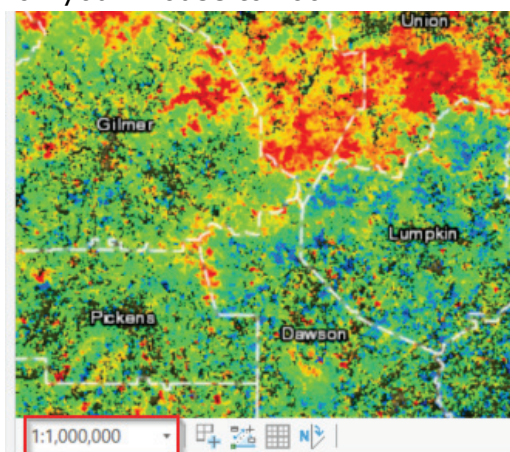 Union
Gilmer
Lumpkin
Pickens
Dawson
1:1,000,000
N